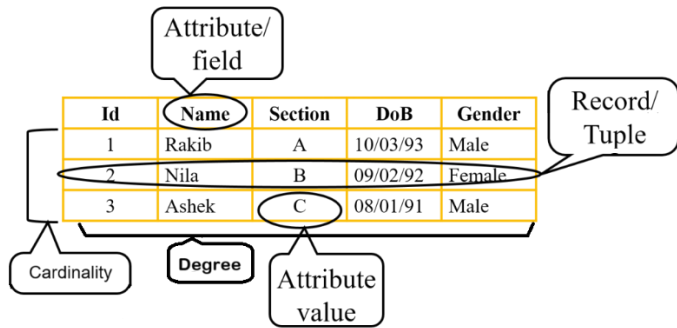 Attribute/
field
Id Name Section DoB Gender
1 Rakib A 10/03/93 Male
2 Nila B 09/02/92 Female
3 Ashek C 08/01/91 Male
Record/
Tuple
Cardinality
Degree
Attribute
value